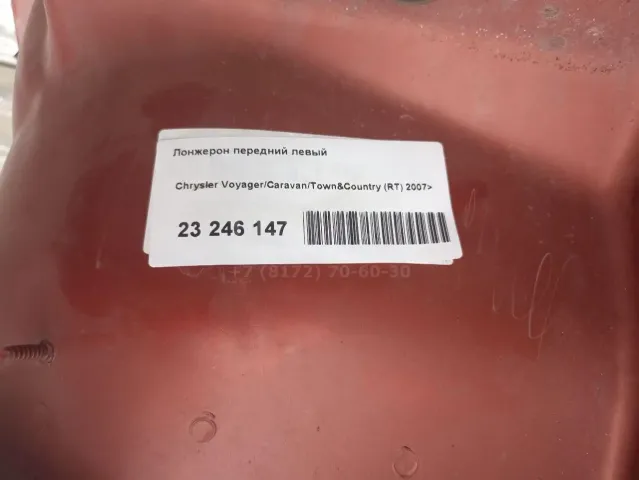 Лонжерон передний левый
Chrysler Voyager/Caravan/Town&Country (RT) 2007>
23 246 147
+7 (8172) 70-60-30